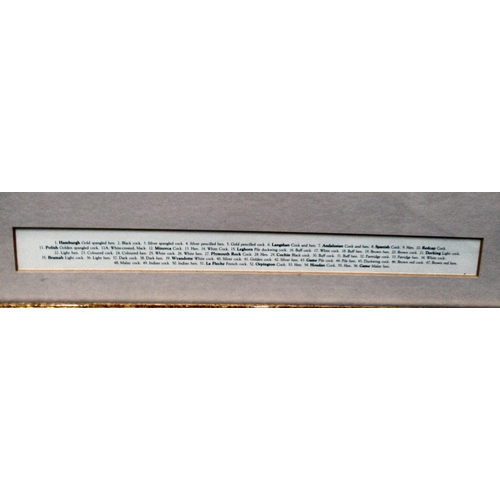 1. Hamburgh Gold spangled hen. 2. Black cock. 3. Silver spangled cock. 4. Silver pencilled hen. 5. Gold pencilled cock. 6. Langshan Cock and hen. 7. Andalusian Cock and hen. 8. Spanish Cock. 9. Hen. 10. Redcap Cock.
11. Polish Golden spangled cock. 11A. White-crested, black. 12. Minorca Cock. 13. Hen. 14. White Cock. 15. Leghorn Pile cock. 16. Buff cock. 17. White cock. 18. Buff hen. 19. Brown hen. 20. Brown cock. 21. Dorking Light cock.
22. Light hen. 23. Coloured cock. 24. Coloured hen. 25. White cock. 26. White hen. 27. Plymouth Rock Cock. 28. Hen. 29. Cochin Black cock. 31. Buff hen. 32. Partridge cock. 33. Partridge hen. 34. White cock.
35. Bramah Light cock. 36. Light hen. 37. Dark cock. 38. Dark hen. 39. Wyandotte White cock. 40. Silver cock. 41. Golden cock. 42. Silver hen. 43. Game Pile cock. 44. Pile hen. 45. Duckwing cock. 46. Brown red cock. 47. Brown red hen.
48. Malay cock. 49. Indian cock. 50. Indian hen. 51. La Fleche French cock. 52. Orpington Cock. 53. Hen. 54. Houdan Cock. 55. Hen. 56. Game Malay hen.